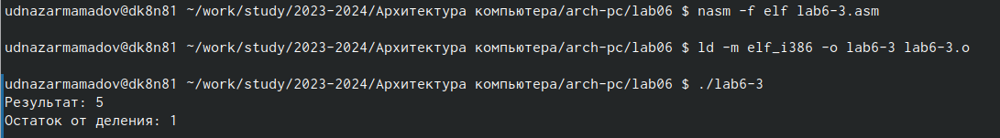 udnazarmamadov@dk8n81 ~/work/study/2023-2024/Архитектура компьютера/arch-pc/lab06 $ nasm -f elf lab6-3.asm
udnazarmamadov@dk8n81 ~/work/study/2023-2024/Архитектура компьютера/arch-pc/lab06 $ ld -m elf_i386 -o lab6-3 lab6-3.o
udnazarmamadov@dk8n81 ~/work/study/2023-2024/Архитектура компьютера/arch-pc/lab06 $ ./lab6-3
Результат: 5
Остаток от деления: 1